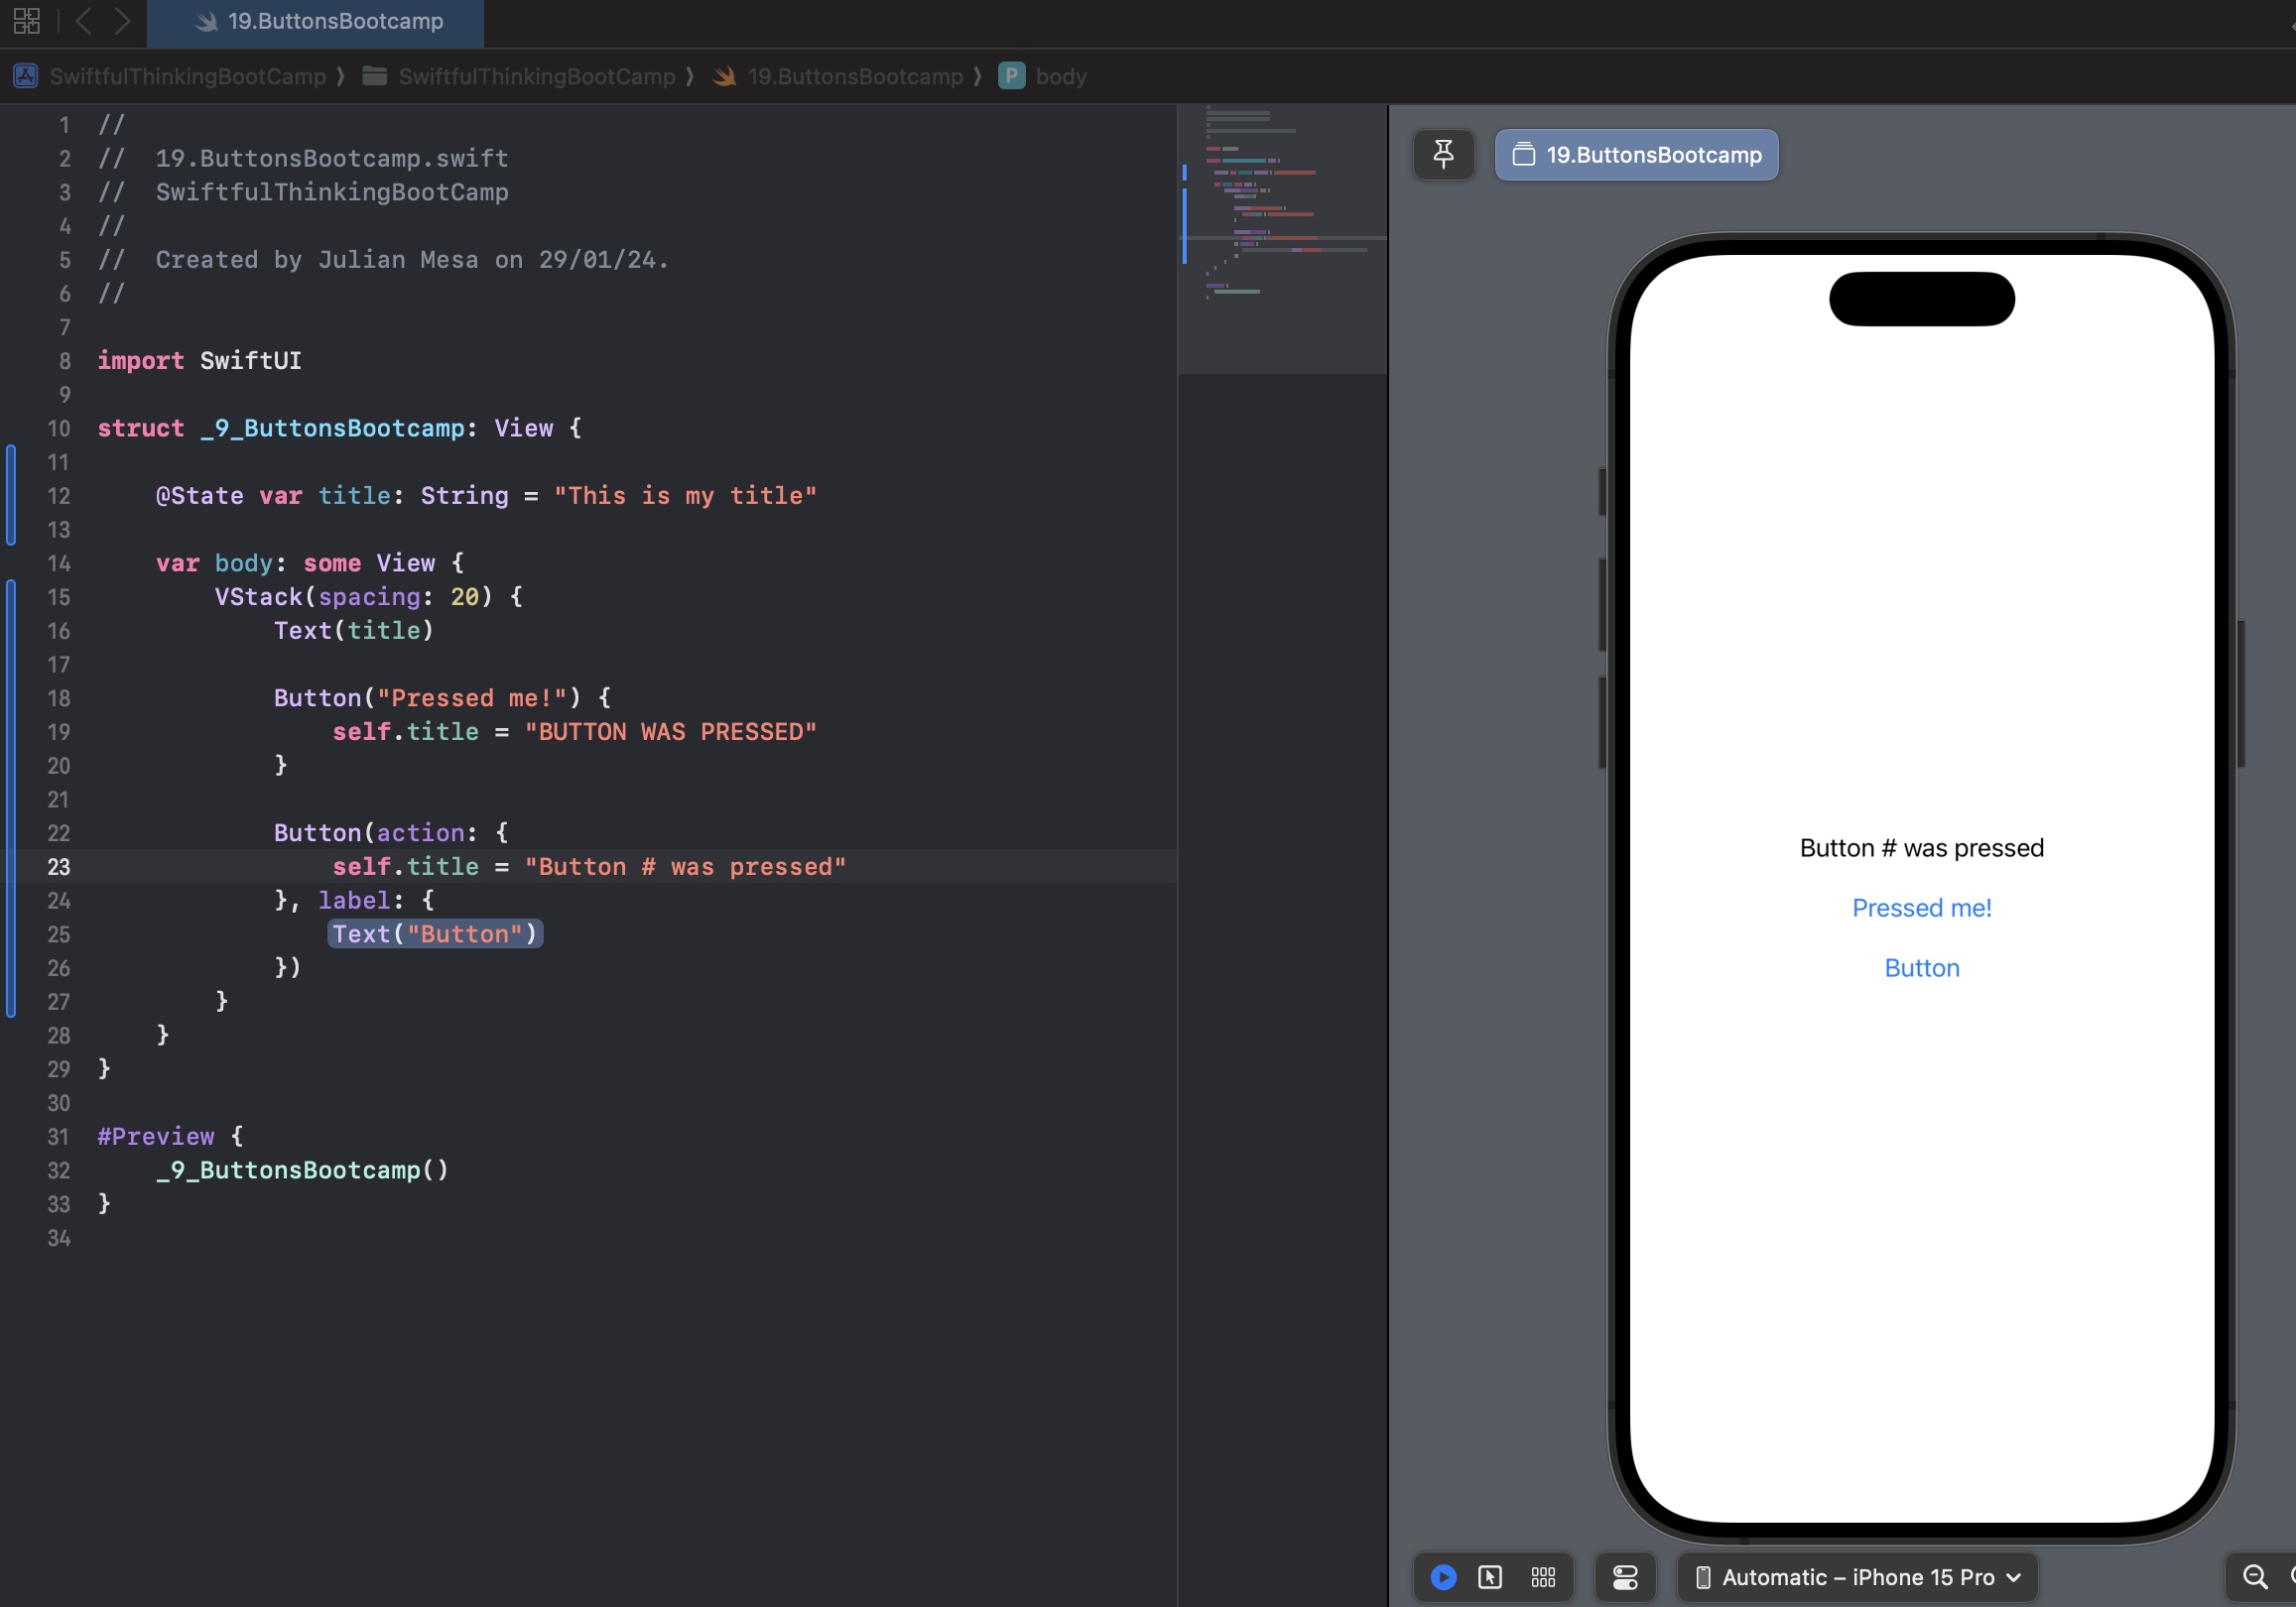 19.ButtonsBootcamp
SwiftfulThinkingBootCamp ⟩ SwiftfulThinkingBootCamp ⟩ 19.ButtonsBootcamp ⟩ P body
1 //
2 //  19.ButtonsBootcamp.swift
3 //  SwiftfulThinkingBootCamp
4 //
5 //  Created by Julian Mesa on 29/01/24.
6 //
7
8 import SwiftUI
9
10 struct _9_ButtonsBootcamp: View {
11
12     @State var title: String = "This is my title"
13
14     var body: some View {
15         VStack(spacing: 20) {
16             Text(title)
17
18             Button("Pressed me!") {
19                 self.title = "BUTTON WAS PRESSED"
20             }
21
22             Button(action: {
23                 self.title = "Button # was pressed"
24             }, label: {
25                 Text("Button")
26             })
27         }
28     }
29 }
30
31 #Preview {
32     _9_ButtonsBootcamp()
33 }
34
19.ButtonsBootcamp
Button # was pressed
Pressed me!
Button
Automatic – iPhone 15 Pro